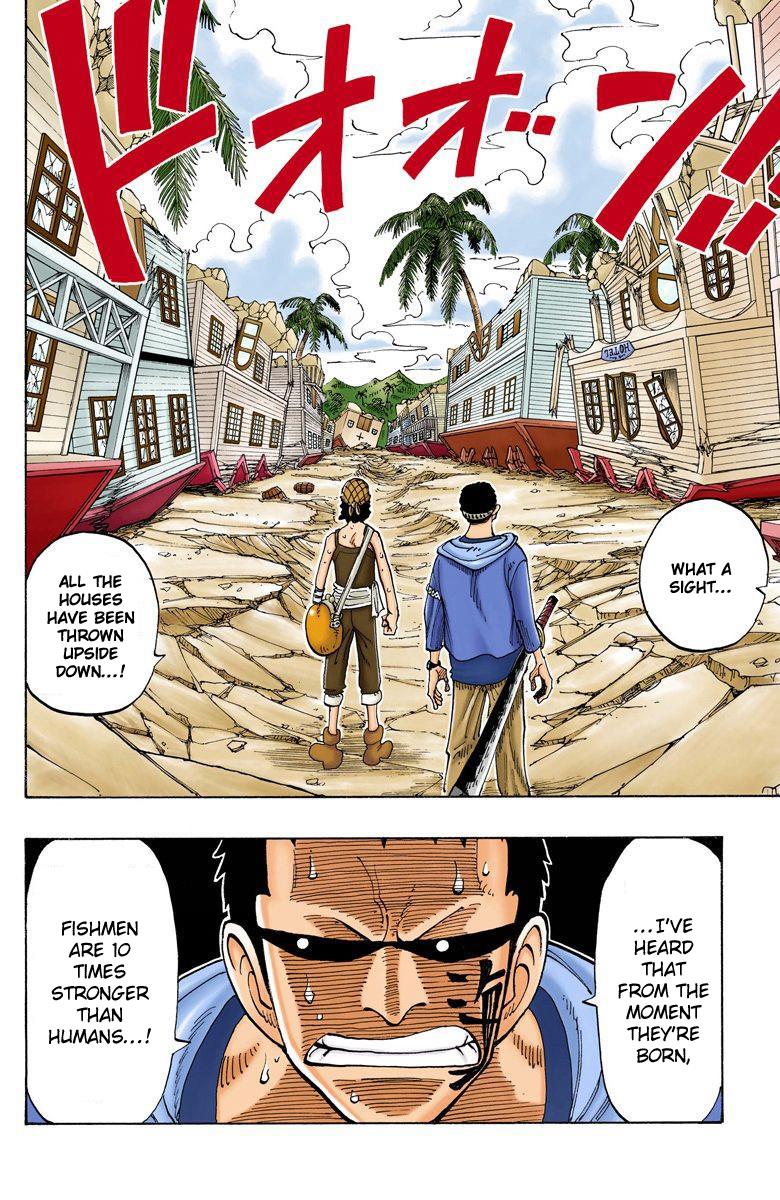 ドオオ・ン!!!
WHAT A
SIGHT...
ALL THE
HOUSES
HAVE BEEN
THROWN
UPSIDE
DOWN...!
HOTEL
...I'VE
HEARD
THAT
FROM THE
MOMENT
THEY'RE
BORN,
FISHMEN
ARE 10
TIMES
STRONGER
THAN
HUMANS...!